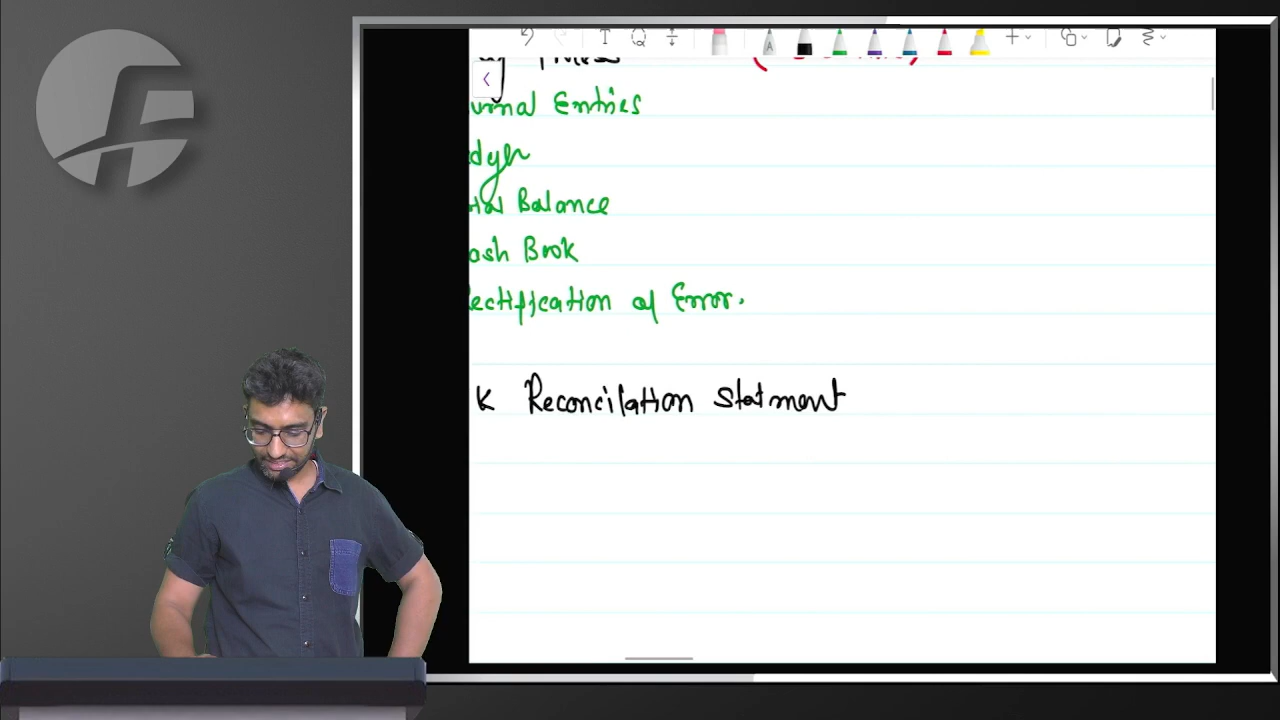 urnal Entries
dger
ial Balance
ash Book
ectification of Error.
k Reconcilation Statment